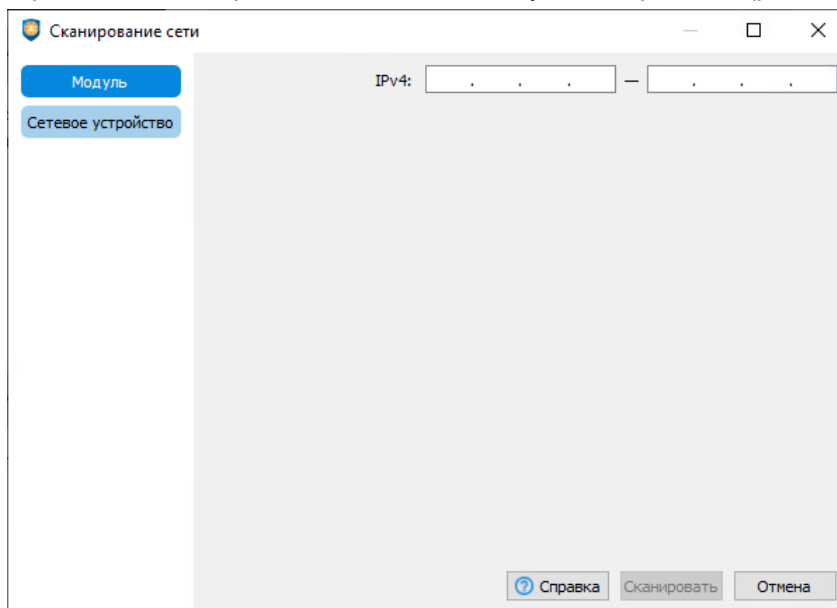 Сканирование сети
Модуль
IPv4: . . . — . . .
Сетевое устройство
Справка
Сканировать
Отмена